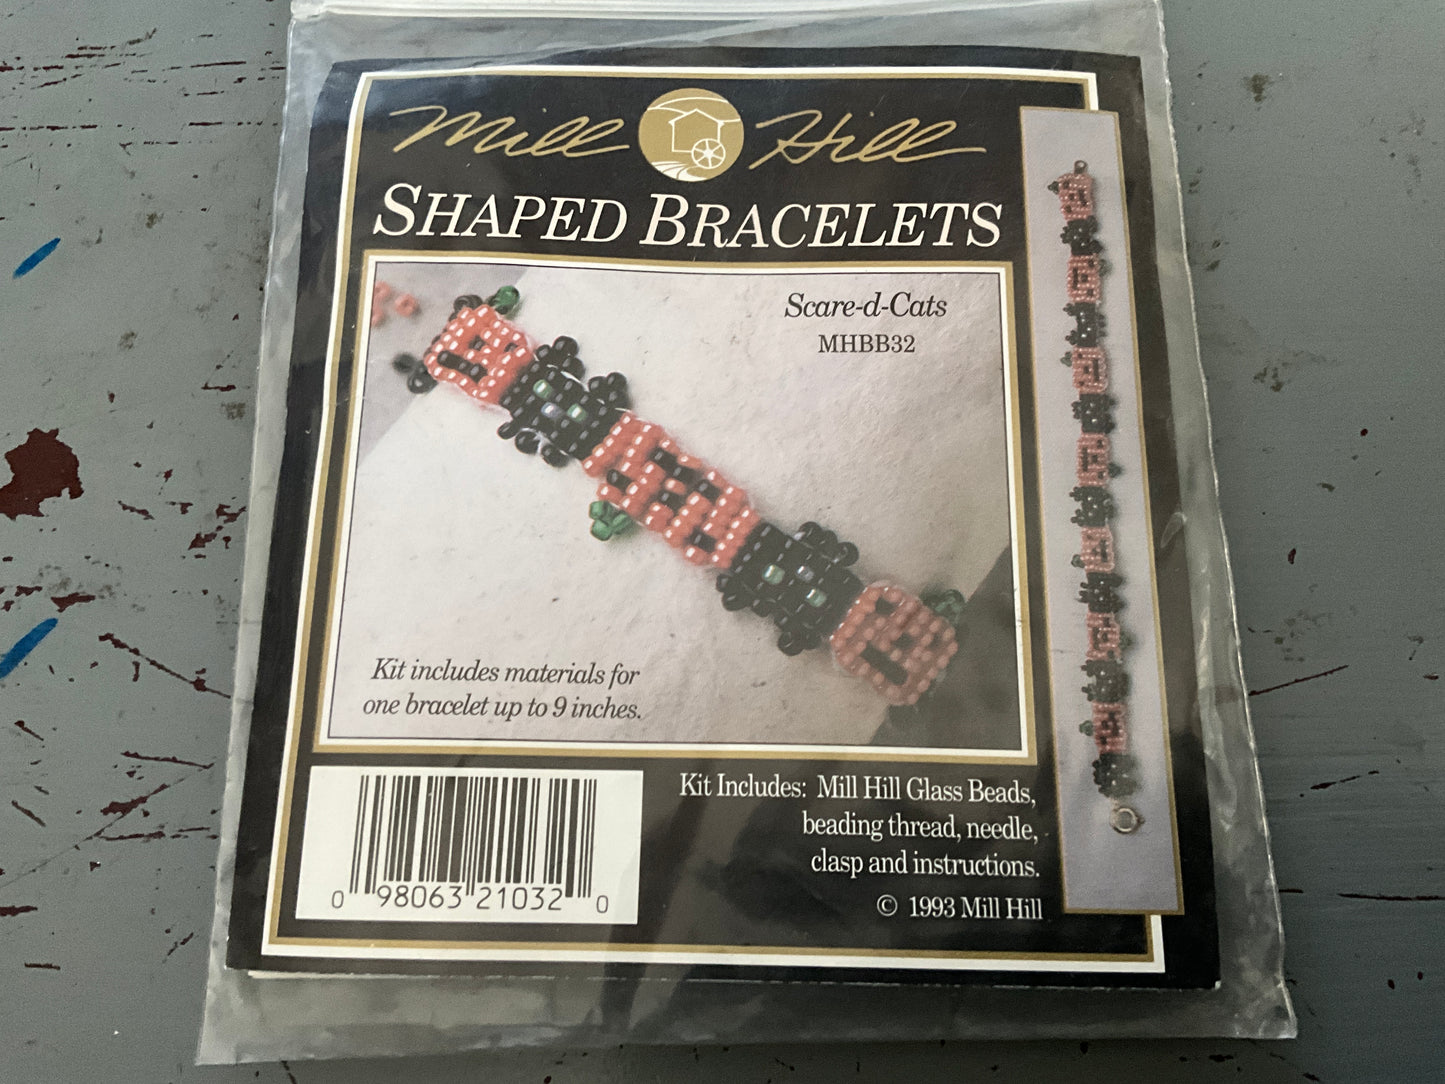 Mill Hill
SHAPED BRACELETS
Scare-d-Cats
MHBB32
Kit includes materials for
one bracelet up to 9 inches.
Kit Includes: Mill Hill Glass Beads,
beading thread, needle,
clasp and instructions.
© 1993 Mill Hill
0 98063 21032 0